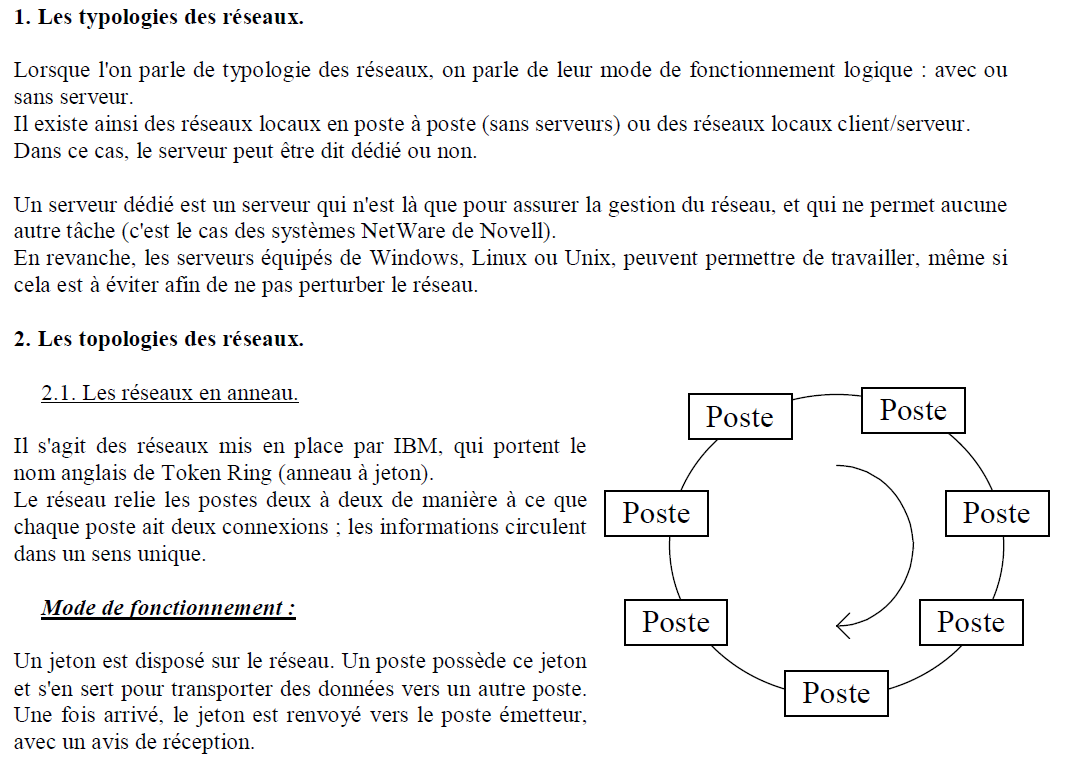 1. Les typologies des réseaux.
Lorsque l'on parle de typologie des réseaux, on parle de leur mode de fonctionnement logique : avec ou
sans serveur.
Il existe ainsi des réseaux locaux en poste à poste (sans serveurs) ou des réseaux locaux client/serveur.
Dans ce cas, le serveur peut être dit dédié ou non.
Un serveur dédié est un serveur qui n'est là que pour assurer la gestion du réseau, et qui ne permet aucune
autre tâche (c'est le cas des systèmes NetWare de Novell).
En revanche, les serveurs équipés de Windows, Linux ou Unix, peuvent permettre de travailler, même si
cela est à éviter afin de ne pas perturber le réseau.
2. Les topologies des réseaux.
2.1. Les réseaux en anneau.
Il s'agit des réseaux mis en place par IBM, qui portent le
nom anglais de Token Ring (anneau à jeton).
Le réseau relie les postes deux à deux de manière à ce que
chaque poste ait deux connexions ; les informations circulent
dans un sens unique.
Mode de fonctionnement :
Un jeton est disposé sur le réseau. Un poste possède ce jeton
et s'en sert pour transporter des données vers un autre poste.
Une fois arrivé, le jeton est renvoyé vers le poste émetteur,
avec un avis de réception.
Poste
Poste
Poste
Poste
Poste
Poste
Poste